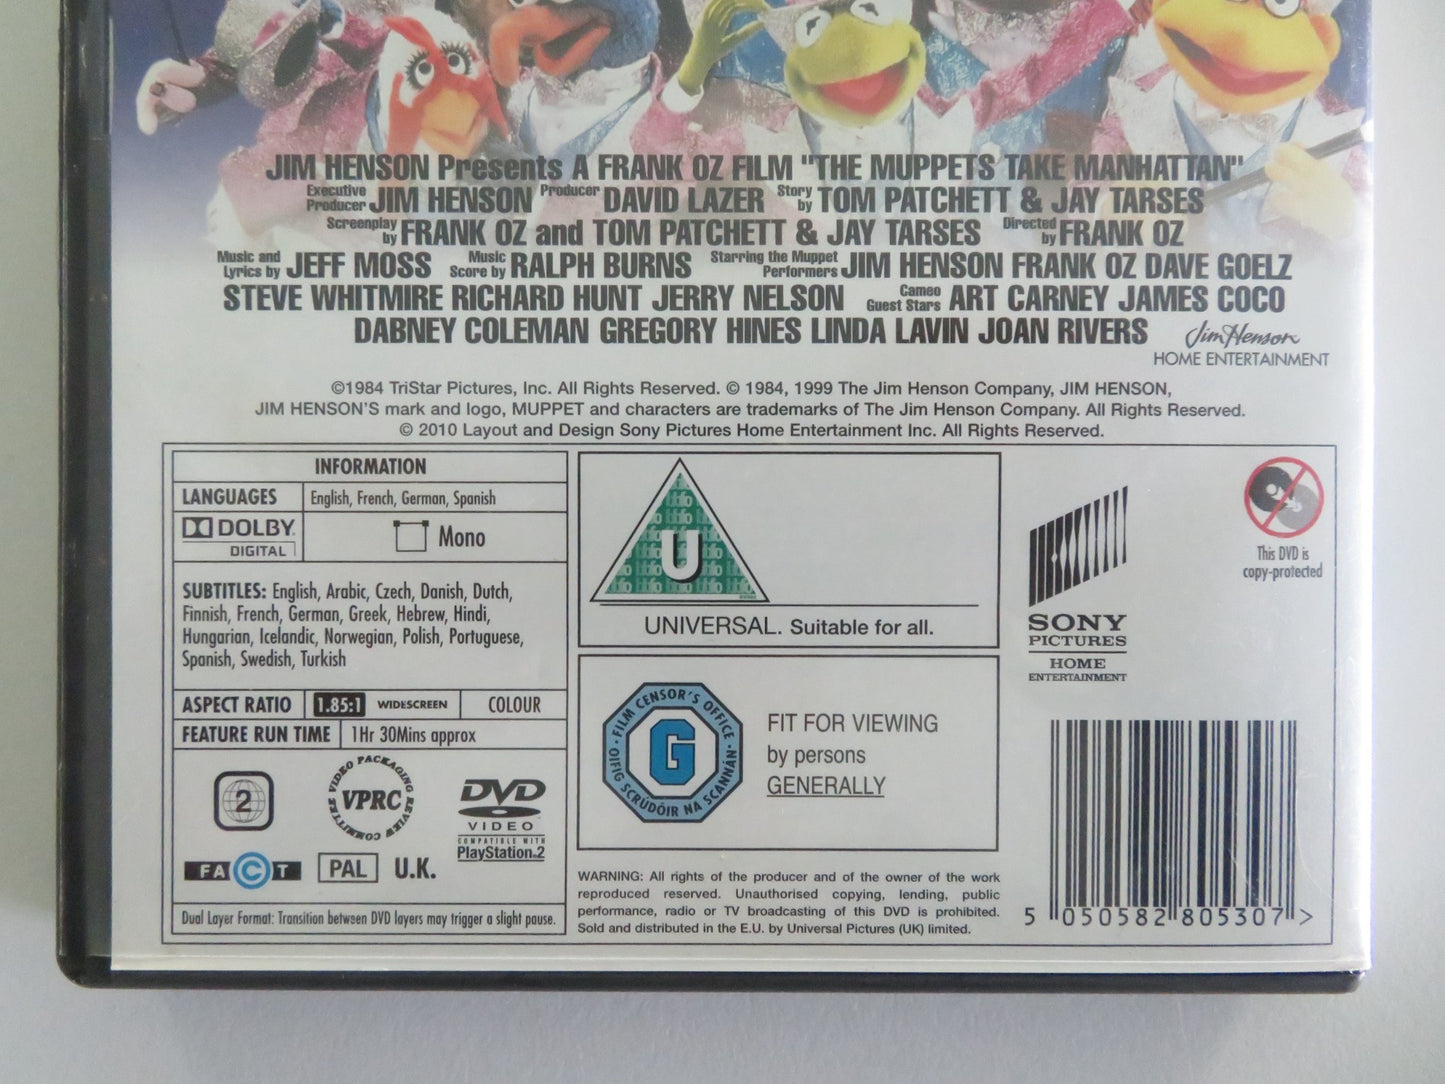 JIM HENSON Presents A FRANK OZ FILM "THE MUPPETS TAKE MANHATTAN"
Executive Producer JIM HENSON Producer DAVID LAZER Story by TOM PATCHETT & JAY TARSES
Screenplay by FRANK OZ and TOM PATCHETT & JAY TARSES Directed by FRANK OZ
Music and Lyrics by JEFF MOSS Music Score by RALPH BURNS Starring the Muppet Performers JIM HENSON FRANK OZ DAVE GOELZ
STEVE WHITMIRE RICHARD HUNT JERRY NELSON Cameo Guest Stars ART CARNEY JAMES COCO
DABNEY COLEMAN GREGORY HINES LINDA LAVIN JOAN RIVERS
Jim Henson
HOME ENTERTAINMENT
©1984 TriStar Pictures, Inc. All Rights Reserved. © 1984, 1999 The Jim Henson Company, JIM HENSON,
JIM HENSON'S mark and logo, MUPPET and characters are trademarks of The Jim Henson Company. All Rights Reserved.
© 2010 Layout and Design Sony Pictures Home Entertainment Inc. All Rights Reserved.
INFORMATION
LANGUAGES English, French, German, Spanish
DOLBY
DIGITAL
Mono
SUBTITLES: English, Arabic, Czech, Danish, Dutch,
Finnish, French, German, Greek, Hebrew, Hindi,
Hungarian, Icelandic, Norwegian, Polish, Portuguese,
Spanish, Swedish, Turkish
ASPECT RATIO 1.85:1 WIDESCREEN COLOUR
FEATURE RUN TIME 1Hr 30Mins approx
2
VIDEO PACKAGING REVIEW COMMITTEE
VPRC
DVD
VIDEO
COMPATIBLE WITH
PlayStation.2
FACT
PAL U.K.
Dual Layer Format: Transition between DVD layers may trigger a slight pause.
U
UNIVERSAL. Suitable for all.
FILM CENSOR'S OFFICE
G
OIFIG SCRÚDÓIR NA SCANNÁN
FIT FOR VIEWING
by persons
GENERALLY
WARNING: All rights of the producer and of the owner of the work
reproduced reserved. Unauthorised copying, lending, public
performance, radio or TV broadcasting of this DVD is prohibited.
Sold and distributed in the E.U. by Universal Pictures (UK) limited.
SONY
PICTURES
HOME
ENTERTAINMENT
This DVD is
copy-protected
5 050582 805307 >